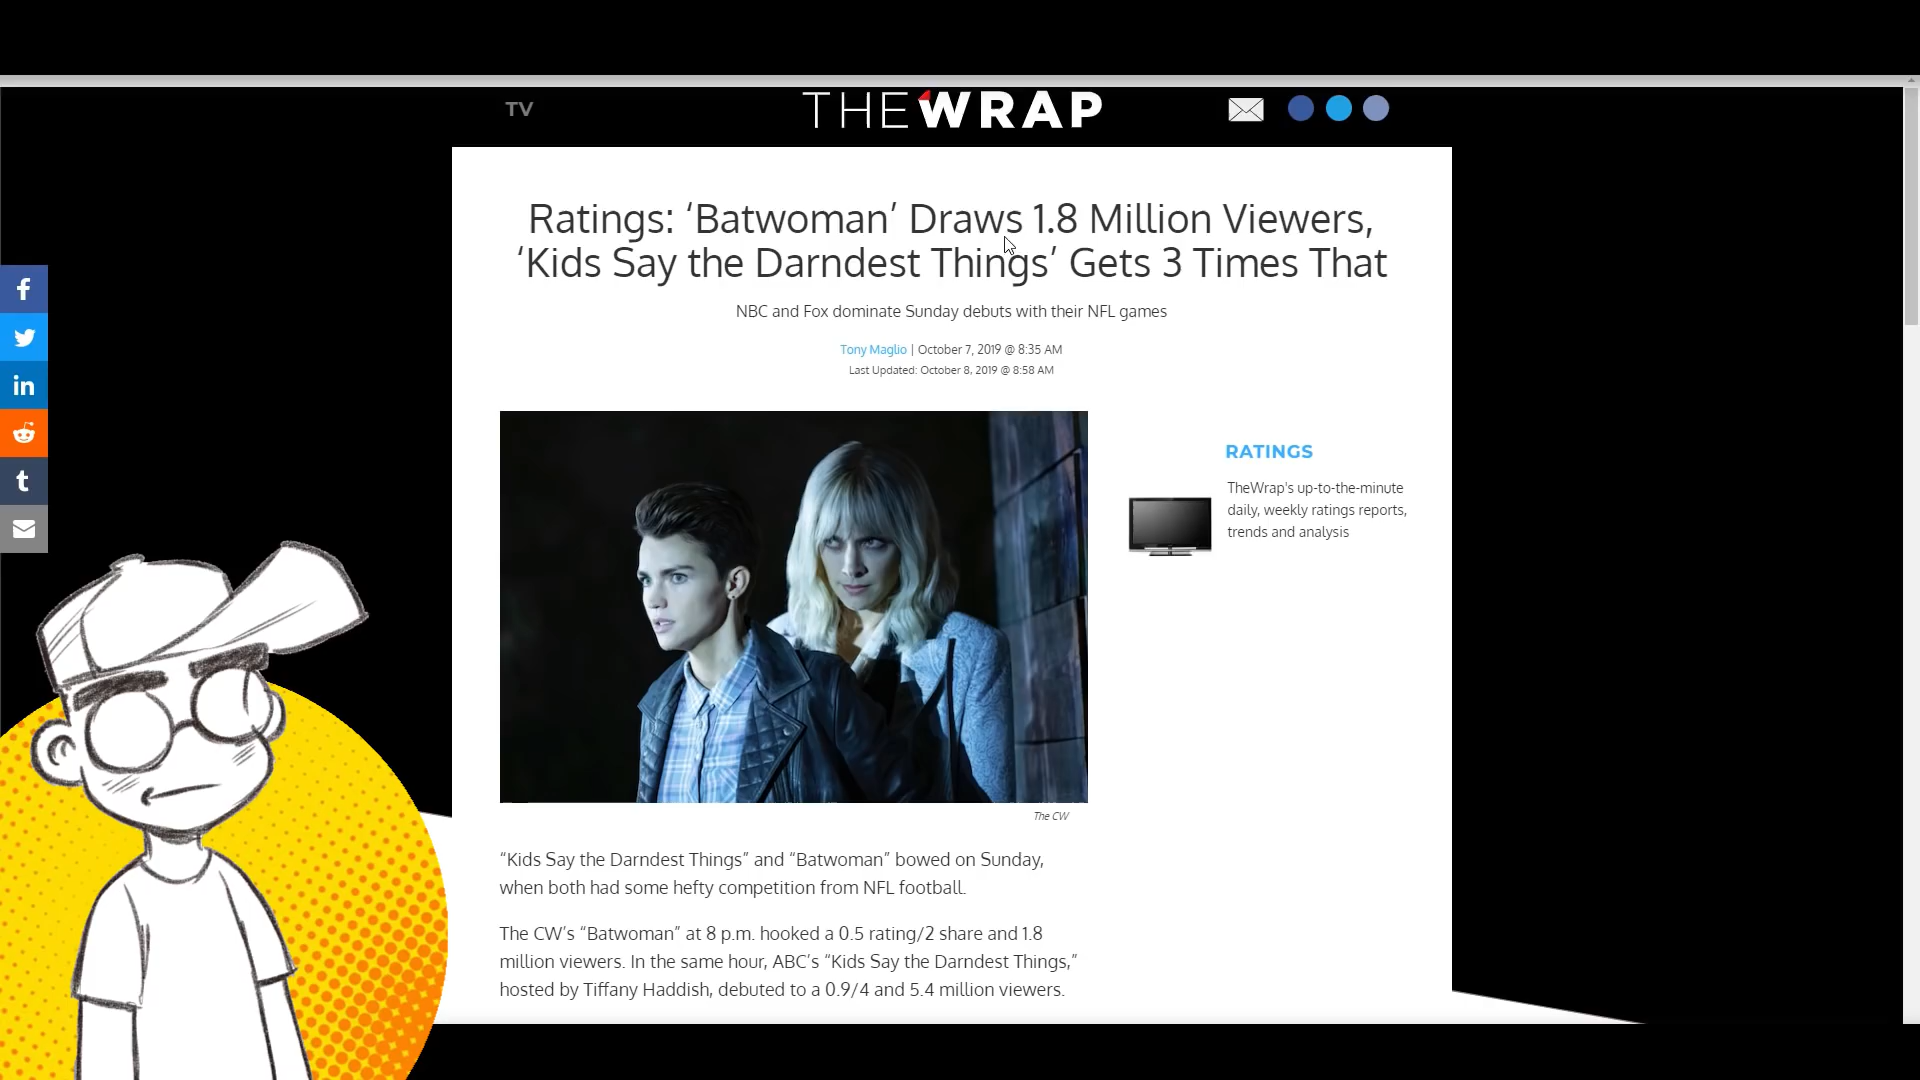 TV
THEWRAP
Ratings: ‘Batwoman’ Draws 1.8 Million Viewers,
‘Kids Say the Darndest Things’ Gets 3 Times That
NBC and Fox dominate Sunday debuts with their NFL games
Tony Maglio | October 7, 2019 @ 8:35 AM
Last Updated: October 8, 2019 @ 8:58 AM
RATINGS
TheWrap's up-to-the-minute
daily, weekly ratings reports,
trends and analysis
The CW
“Kids Say the Darndest Things” and “Batwoman” bowed on Sunday,
when both had some hefty competition from NFL football.
The CW’s “Batwoman” at 8 p.m. hooked a 0.5 rating/2 share and 1.8
million viewers. In the same hour, ABC’s “Kids Say the Darndest Things,”
hosted by Tiffany Haddish, debuted to a 0.9/4 and 5.4 million viewers.